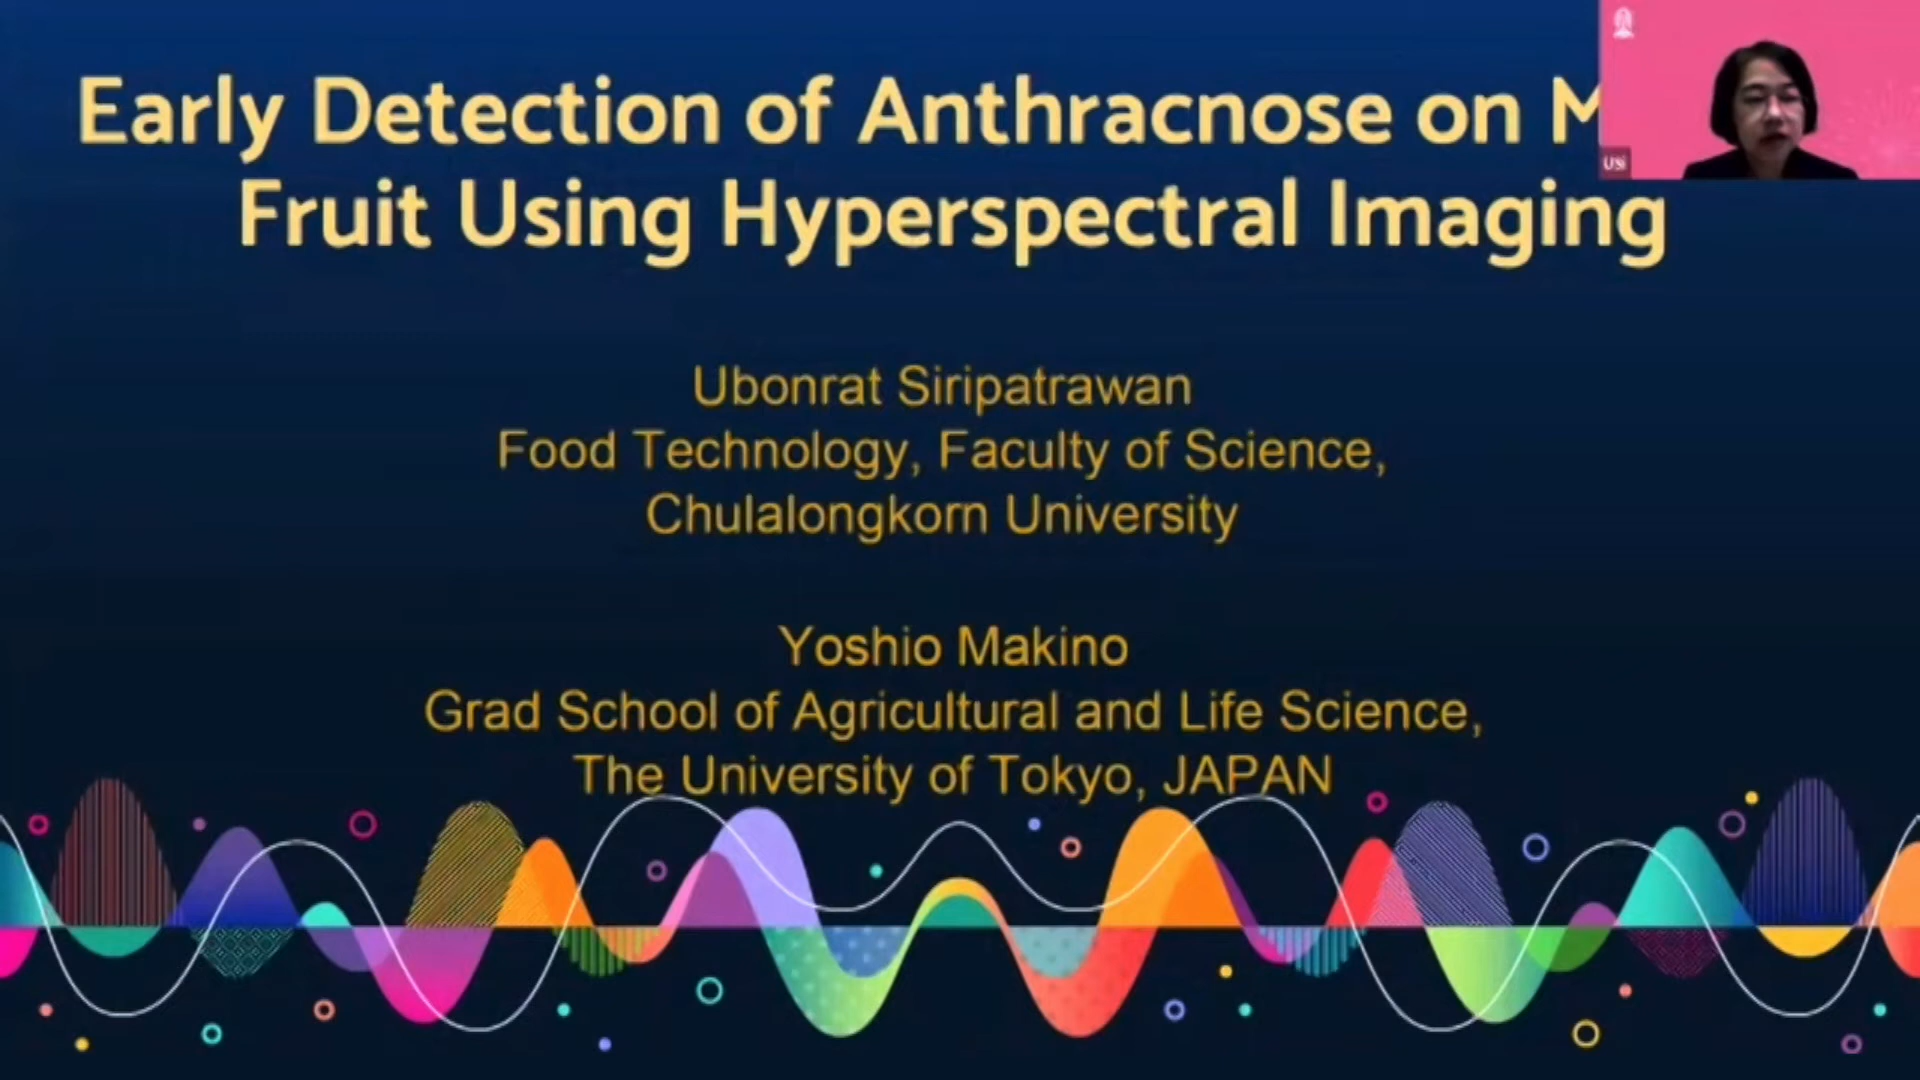 Early Detection of Anthracnose on M
Fruit Using Hyperspectral Imaging
USi
Ubonrat Siripatrawan
Food Technology, Faculty of Science,
Chulalongkorn University
Yoshio Makino
Grad School of Agricultural and Life Science,
The University of Tokyo, JAPAN